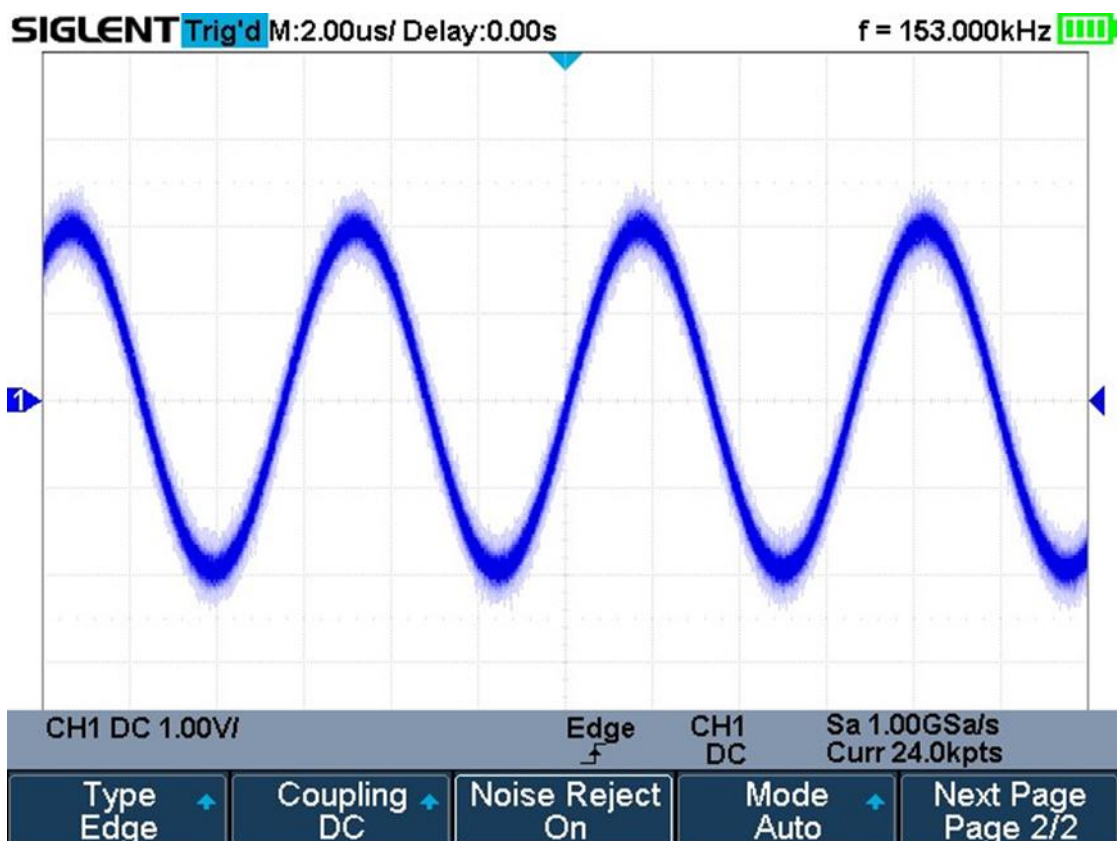 SIGLENT Trig'd M:2.00us/ Delay:0.00s f = 153.000kHz
1
CH1 DC 1.00V/ Edge CH1 Sa 1.00GSa/s
DC Curr 24.0kpts
Type Coupling Noise Reject Mode Next Page
Edge DC On Auto Page 2/2